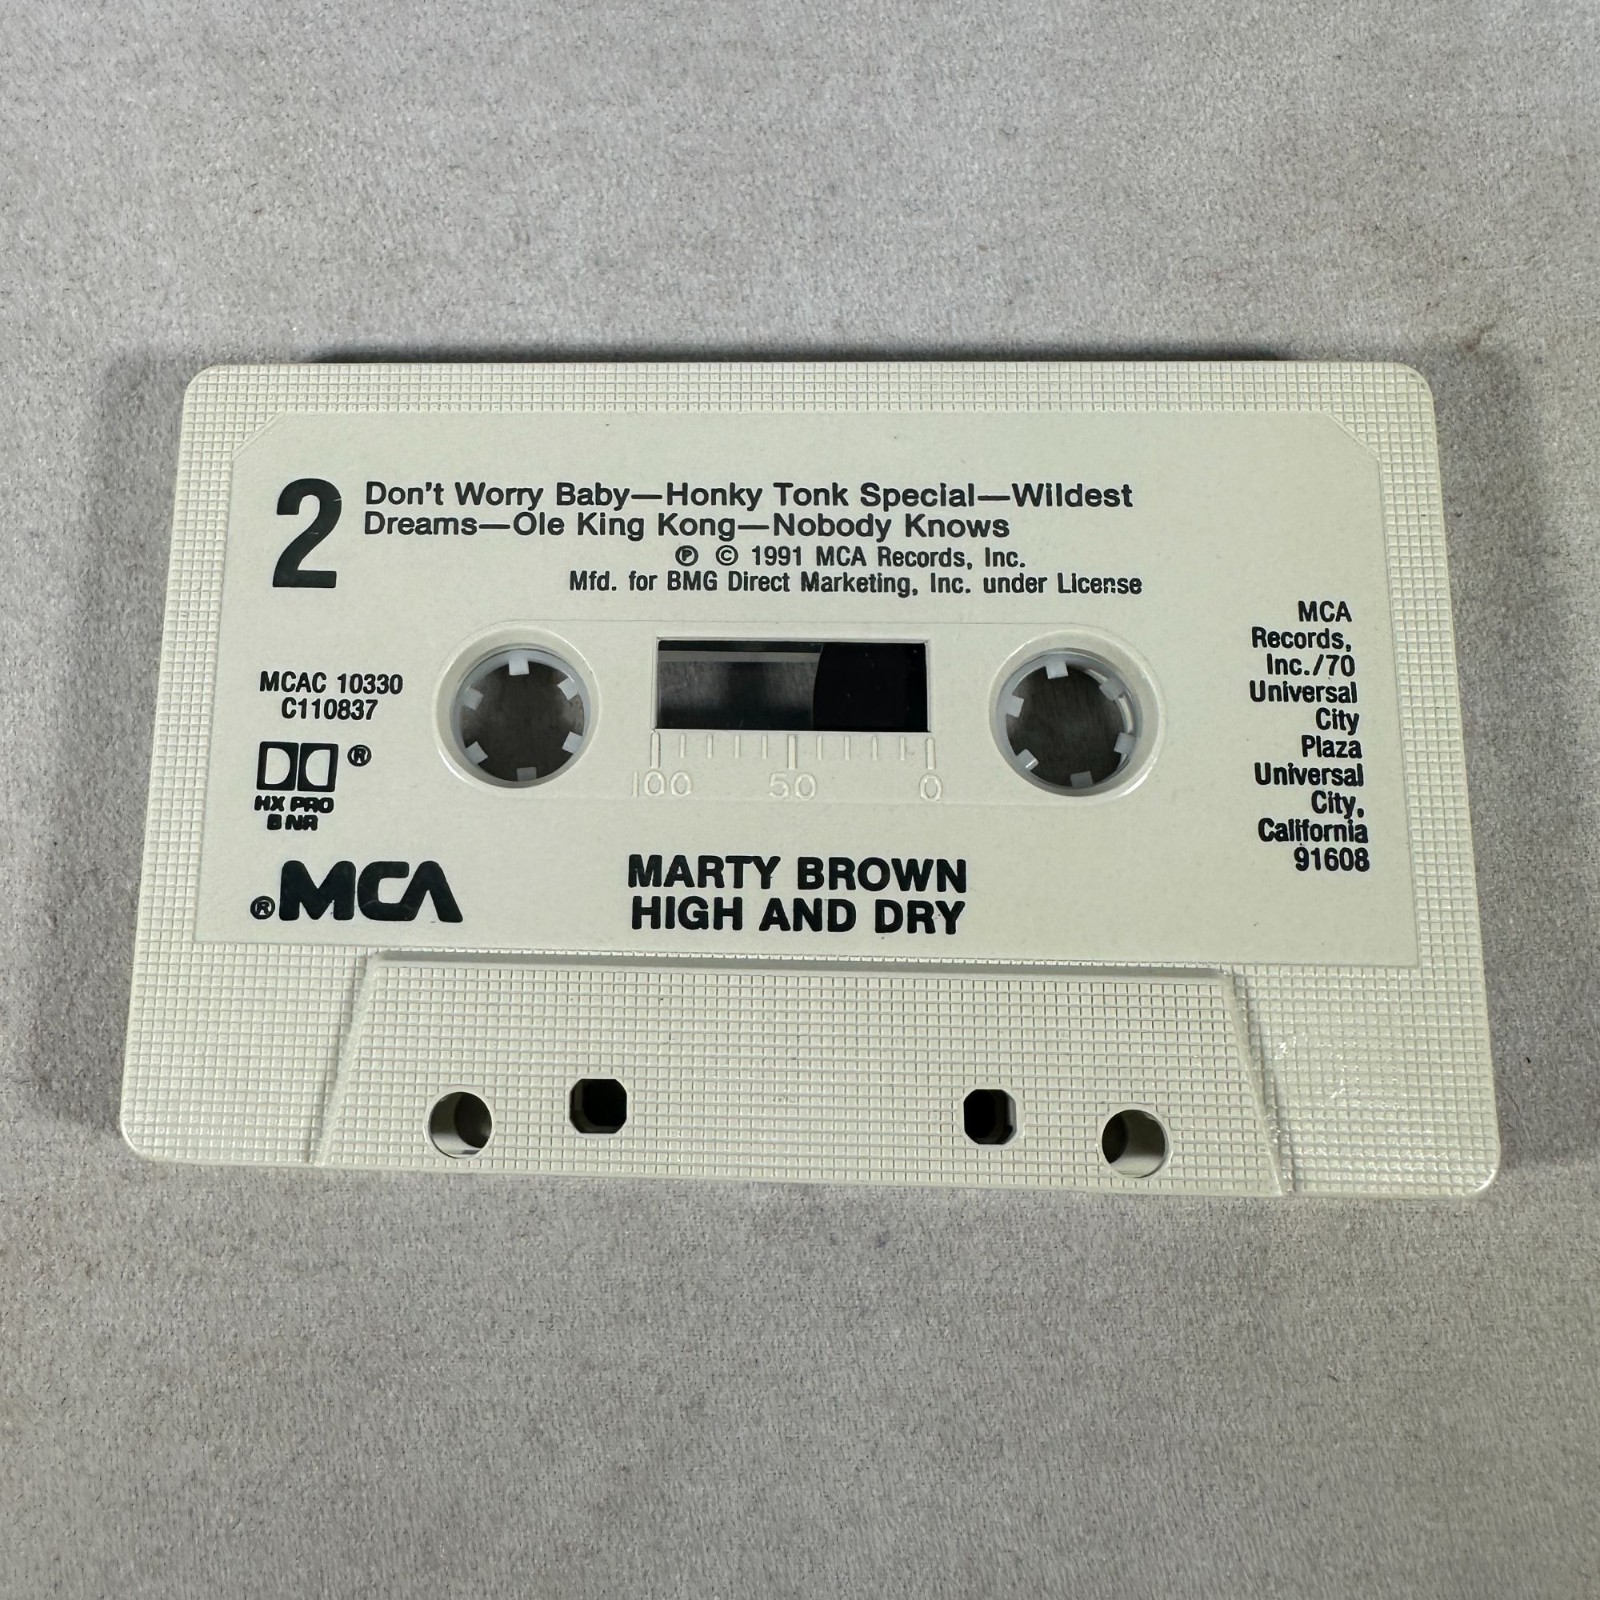 2
Don't Worry Baby—Honky Tonk Special—Wildest
Dreams—Ole King Kong—Nobody Knows
℗ © 1991 MCA Records, Inc.
Mfd. for BMG Direct Marketing, Inc. under License
MCA
Records,
Inc./70
Universal
City
Plaza
Universal
City,
California
91608
MCAC 10330
C110837
®
HX PRO
B NR
100 50 0
®MCA
MARTY BROWN
HIGH AND DRY